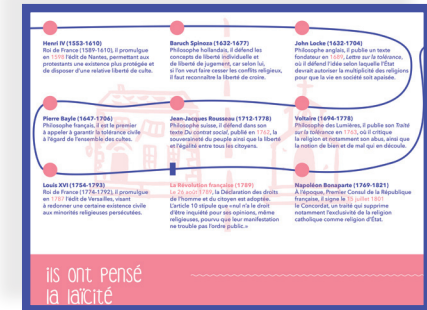 Henri IV (1553-1610)
Roi de France (1589-1610), il promulgue
en 1598 l'édit de Nantes, permettant aux
protestants une existence plus protégée et
de disposer d'une relative liberté de culte.
Baruch Spinoza (1632-1677)
Philosophe hollandais, il défend les
concepts de liberté individuelle et
de liberté de jugement, car selon lui,
si l'on veut faire cesser les conflits religieux,
il faut reconnaître la liberté de croire.
John Locke (1632-1704)
Philosophe anglais, il publie un texte
fondateur en 1689, Lettre sur la tolérance,
où il défend l'idée selon laquelle l'État
devrait autoriser la multiplicité des religions
pour que la vie en société soit apaisée.
Pierre Bayle (1647-1706)
Philosophe français, il est le premier
à appeler à garantir la tolérance civile
à l'égard de l'ensemble des cultes.
Jean-Jacques Rousseau (1712-1778)
Philosophe suisse, il défend dans son
texte Du contrat social, publié en 1762, la
souveraineté du peuple ainsi que la liberté
et l'égalité entre tous les citoyens.
Voltaire (1694-1778)
Philosophe des Lumières, il publie son Traité
sur la tolérance en 1763, où il critique
la religion et notamment son abus, ainsi que
la notion de bien et de mal qui en découle.
Louis XVI (1754-1793)
Roi de France (1774-1792), il promulgue
en 1787 l'édit de Versailles, visant
à redonner une certaine existence civile
aux minorités religieuses persécutées.
La Révolution française (1789)
Le 26 août 1789, la Déclaration des droits
de l'homme et du citoyen est adoptée.
L'article 10 stipule que «nul n'a le droit
d'être inquiété pour ses opinions, même
religieuses, pourvu que leur manifestation
ne trouble pas l'ordre public.»
Napoléon Bonaparte (1769-1821)
À l'époque, Premier Consul de la République
française, il signe le 15 juillet 1801
le Concordat, un traité qui supprime
notamment l'exclusivité de la religion
catholique comme religion d'État.
ils ont pensé
la laïcité